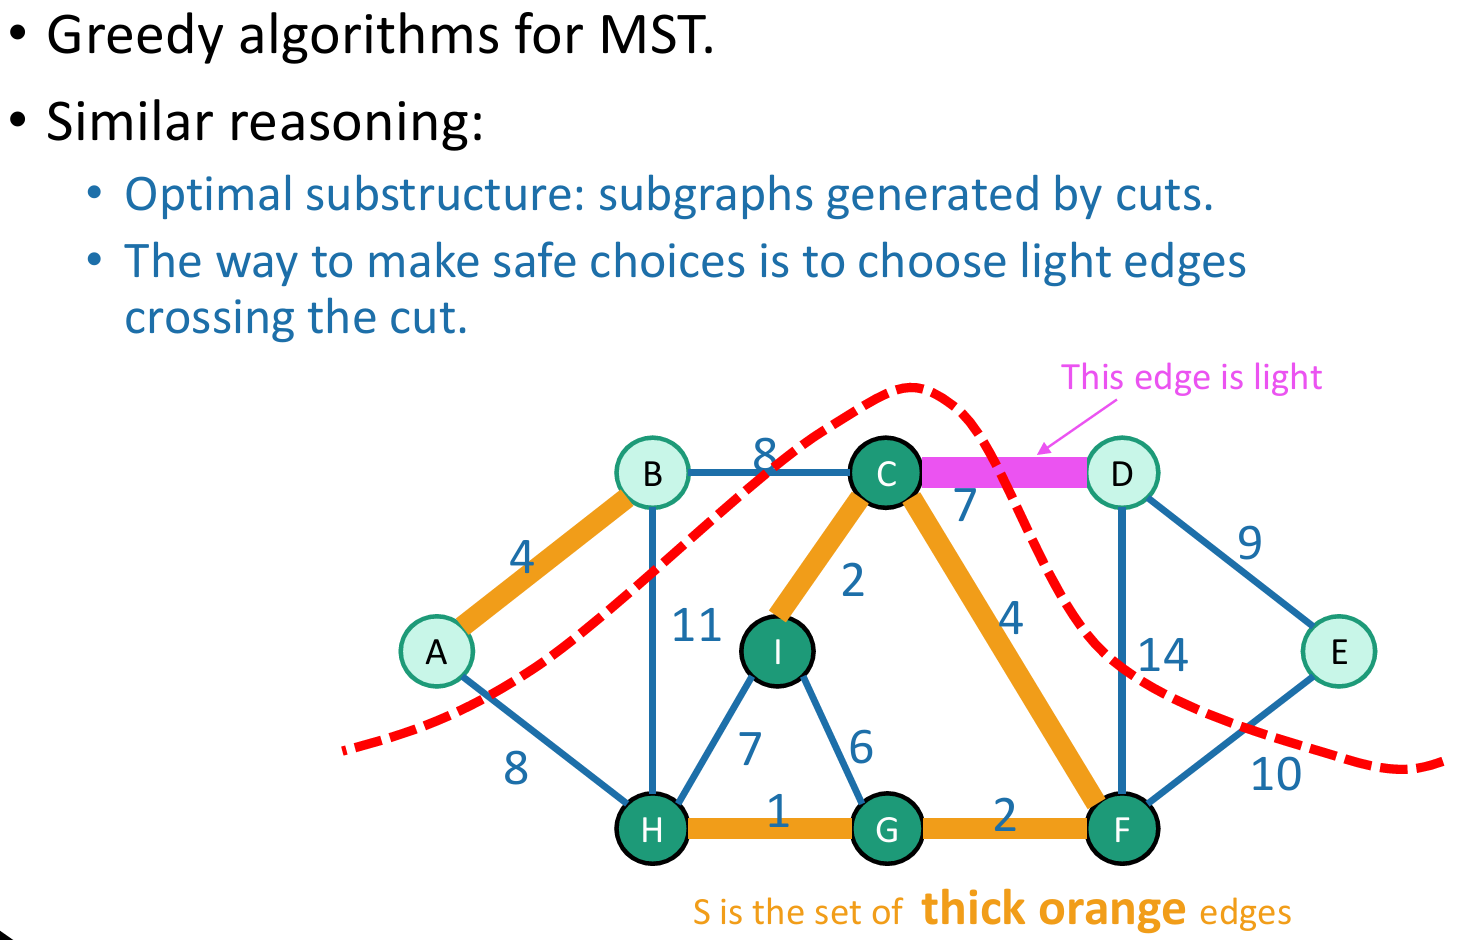 • Greedy algorithms for MST.
• Similar reasoning:
• Optimal substructure: subgraphs generated by cuts.
• The way to make safe choices is to choose light edges
crossing the cut.
This edge is light
8
B
C
D
7
9
4
2
4
11
14
A
I
E
7
6
8
10
1
2
H
G
F
S is the set of thick orange edges